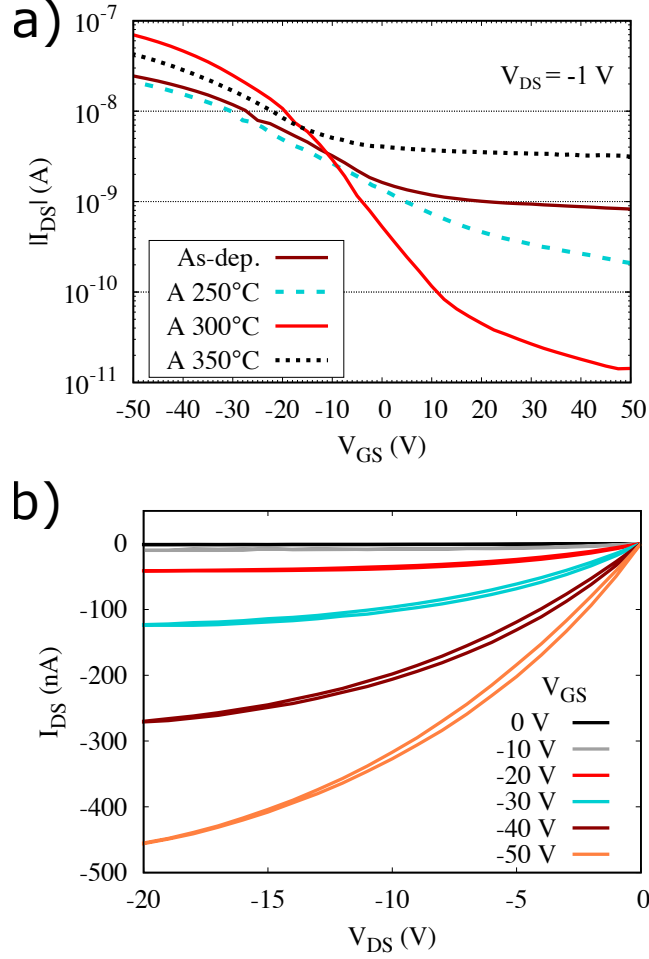 a)
10^-7
10^-8
10^-9
10^-10
10^-11
|I_DS| (A)
V_DS = -1 V
As-dep.
A 250°C
A 300°C
A 350°C
-50 -40 -30 -20 -10 0 10 20 30 40 50
V_GS (V)
b)
0
-100
-200
-300
-400
-500
I_DS (nA)
V_GS
0 V
-10 V
-20 V
-30 V
-40 V
-50 V
-20 -15 -10 -5 0
V_DS (V)